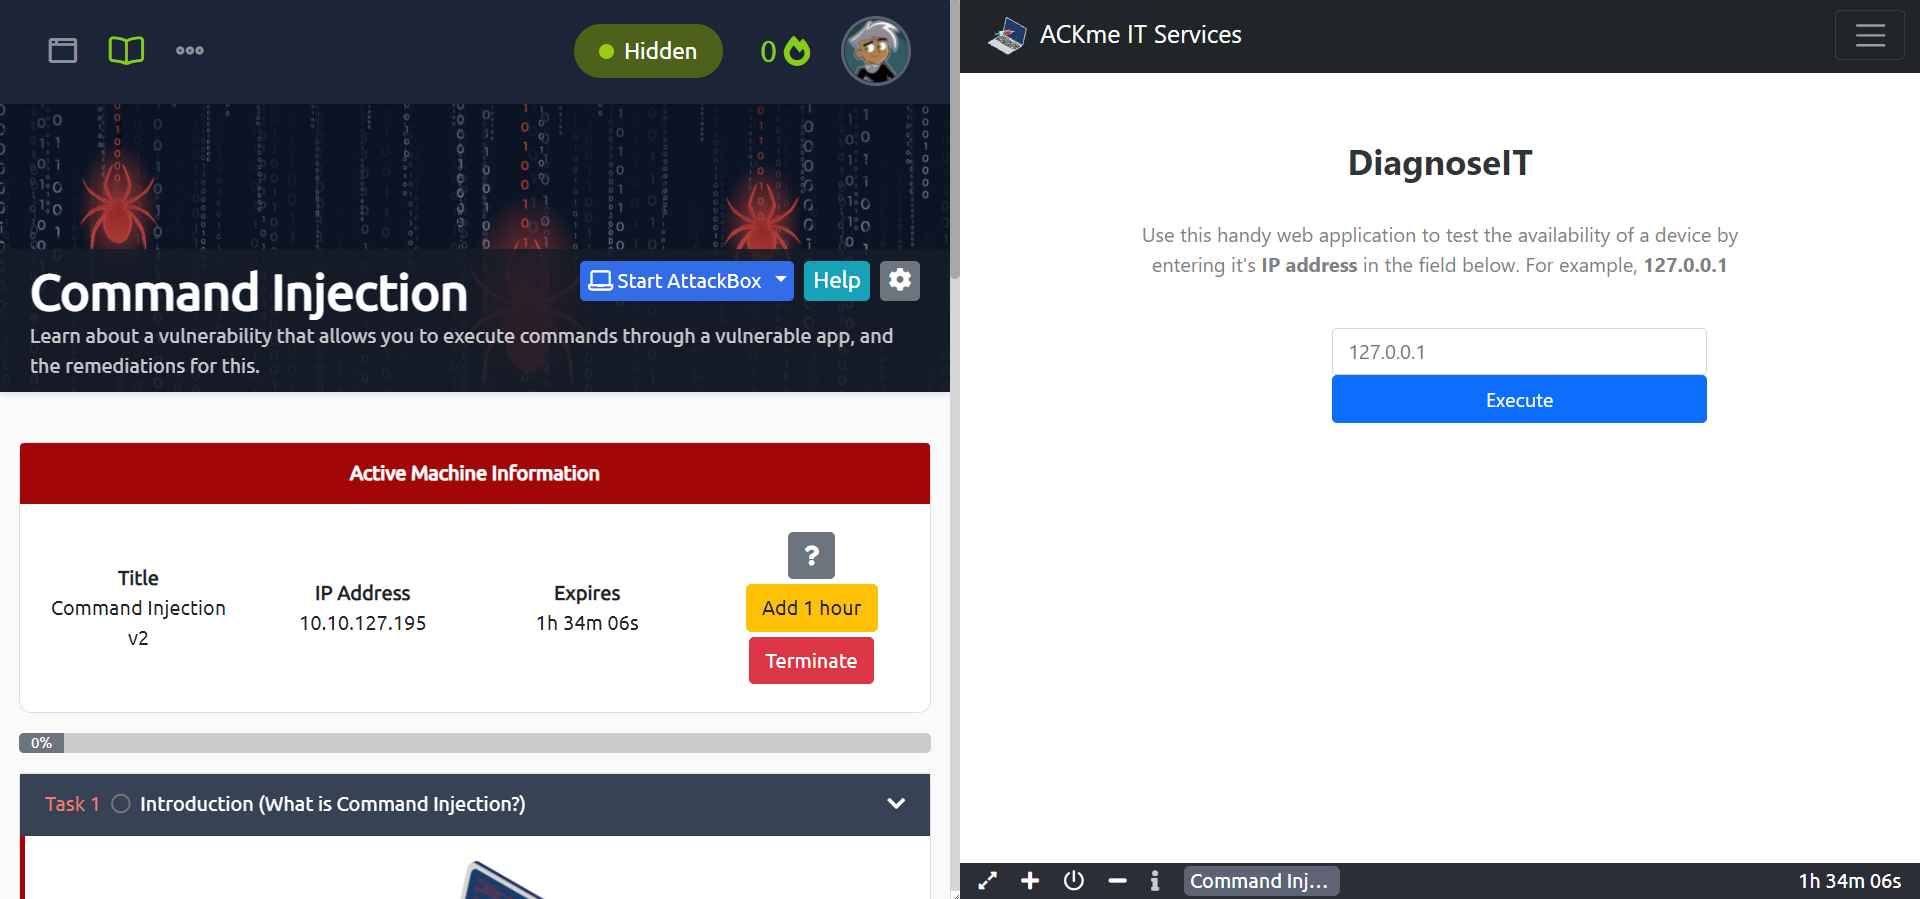 Hidden
0
Command Injection
Start AttackBox
Help
Learn about a vulnerability that allows you to execute commands through a vulnerable app, and
the remediations for this.
Active Machine Information
Title
Command Injection
v2
IP Address
10.10.127.195
Expires
1h 34m 06s
?
Add 1 hour
Terminate
0%
Task 1 Introduction (What is Command Injection?)
ACKme IT Services
DiagnoseIT
Use this handy web application to test the availability of a device by
entering it's IP address in the field below. For example, 127.0.0.1
127.0.0.1
Execute
Command Inj...
1h 34m 06s